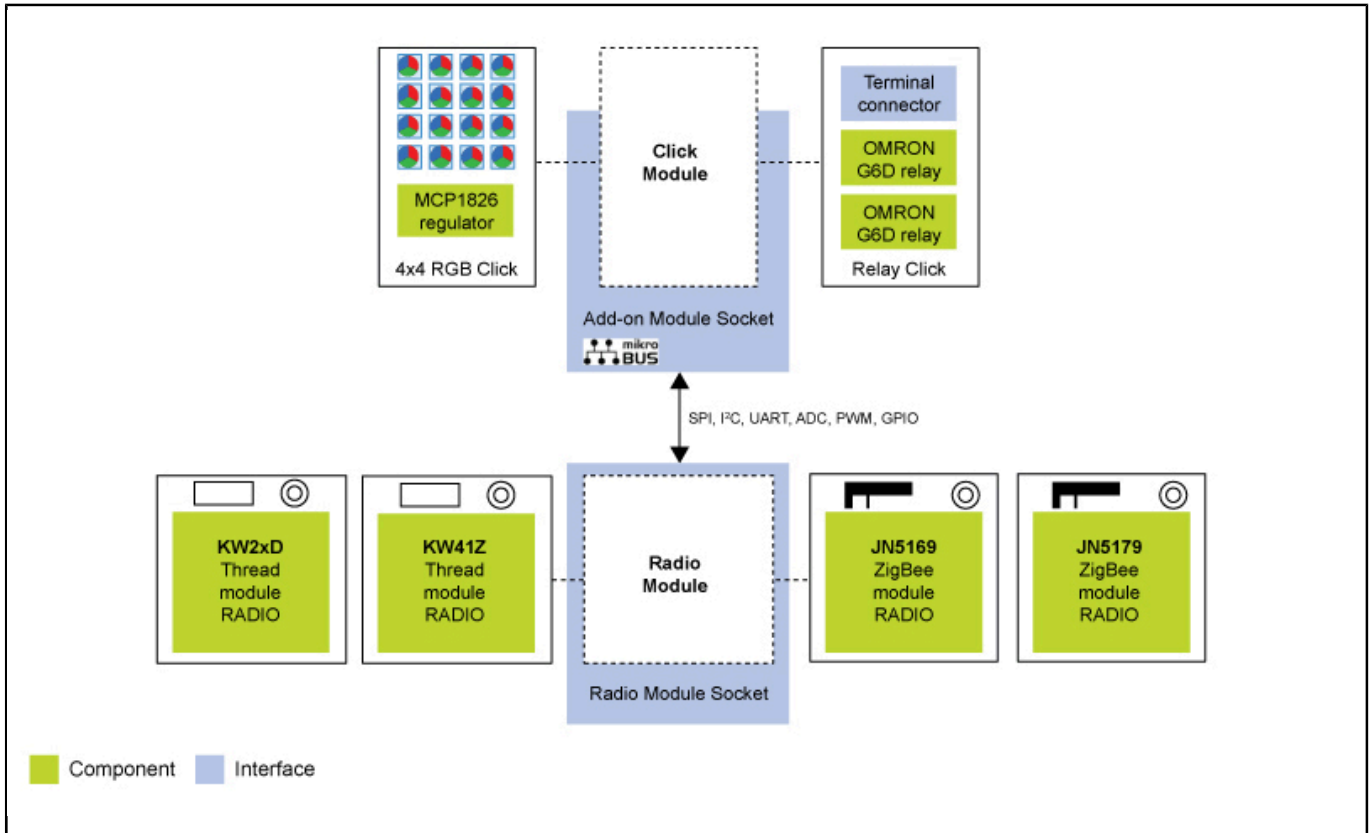 MCP1826
regulator
4x4 RGB Click
Click
Module
Add-on Module Socket
mikro
BUS
Terminal
connector
OMRON
G6D relay
OMRON
G6D relay
Relay Click
SPI, I²C, UART, ADC, PWM, GPIO
KW2xD
Thread
module
RADIO
KW41Z
Thread
module
RADIO
Radio
Module
Radio Module Socket
JN5169
ZigBee
module
RADIO
JN5179
ZigBee
module
RADIO
Component
Interface